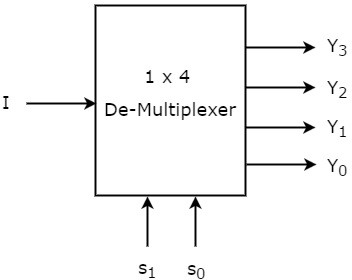 1 x 4
De-Multiplexer
I
Y3
Y2
Y1
Y0
s1 s0